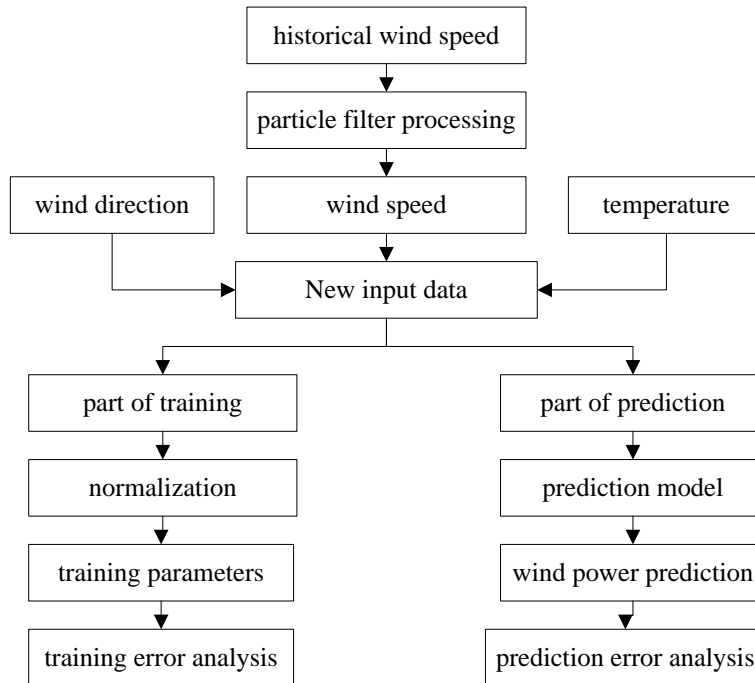 historical wind speed
particle filter processing
wind direction
wind speed
temperature
New input data
part of training
part of prediction
normalization
prediction model
training parameters
wind power prediction
training error analysis
prediction error analysis